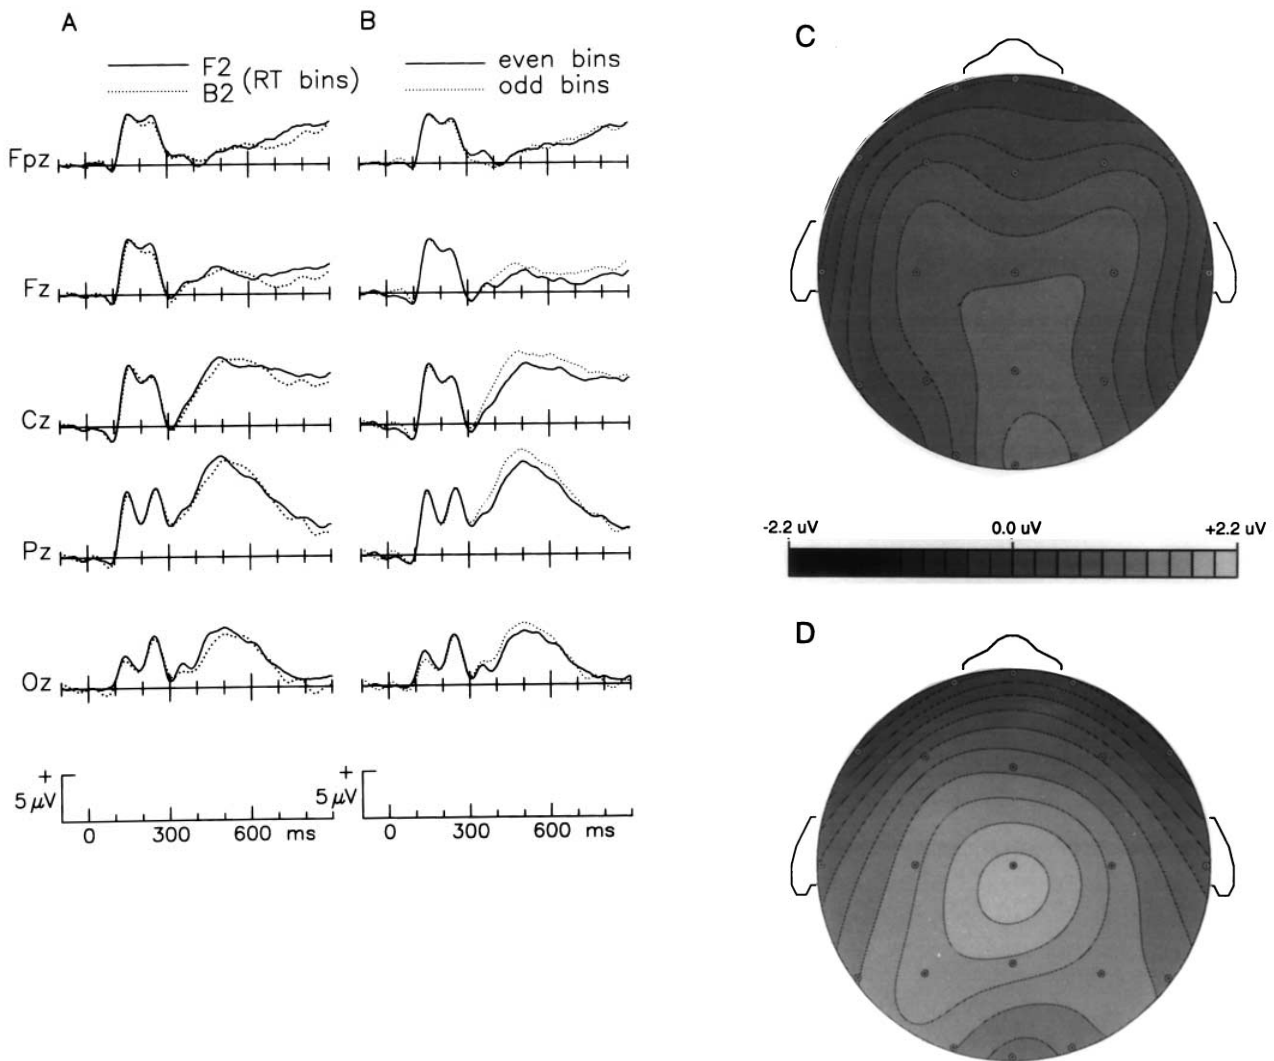 A
F2
B2 (RT bins)
Fpz
Fz
Cz
Pz
Oz
+
5 μV
0 300 600 ms
B
even bins
odd bins
+
5 μV
0 300 600 ms
C
-2.2 uV 0.0 uV +2.2 uV
D